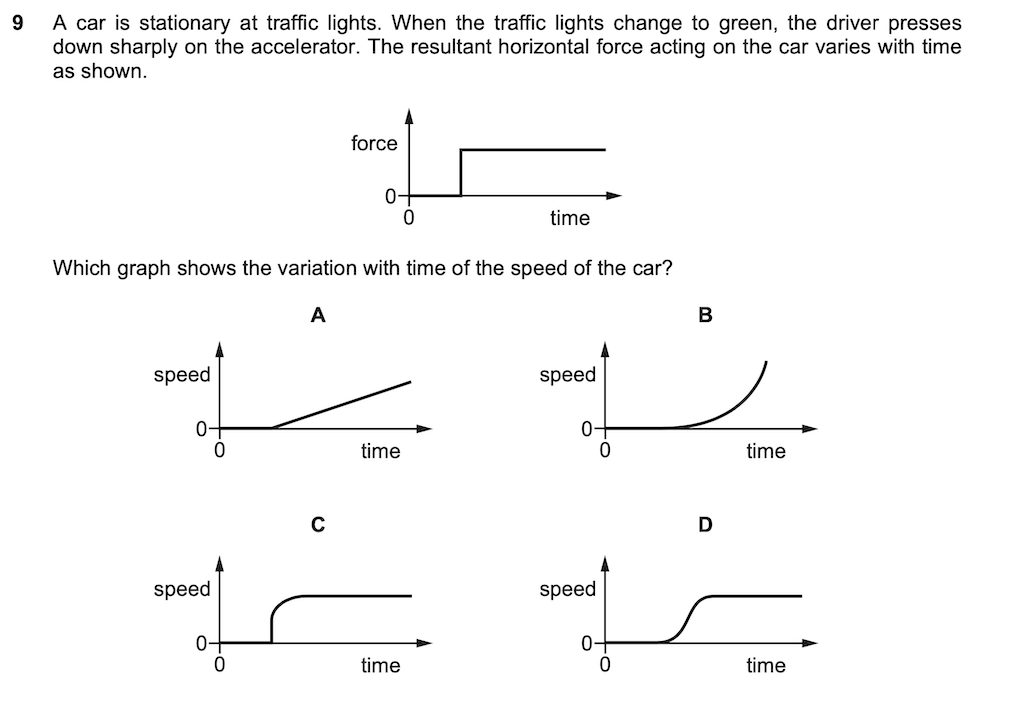 9 A car is stationary at traffic lights. When the traffic lights change to green, the driver presses
down sharply on the accelerator. The resultant horizontal force acting on the car varies with time
as shown.
force
0
0
time
Which graph shows the variation with time of the speed of the car?
A
speed
0
0
time
B
speed
0
0
time
C
speed
0
0
time
D
speed
0
0
time